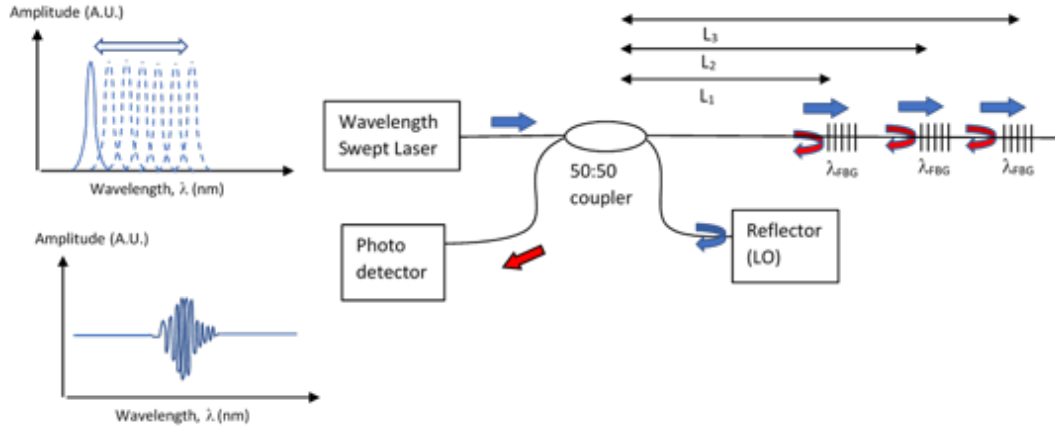 Amplitude (A.U.)
Wavelength, λ (nm)
Amplitude (A.U.)
Wavelength, λ (nm)
L₃
L₂
L₁
Wavelength
Swept Laser
50:50
coupler
λFBG
λFBG
λFBG
Photo
detector
Reflector
(LO)